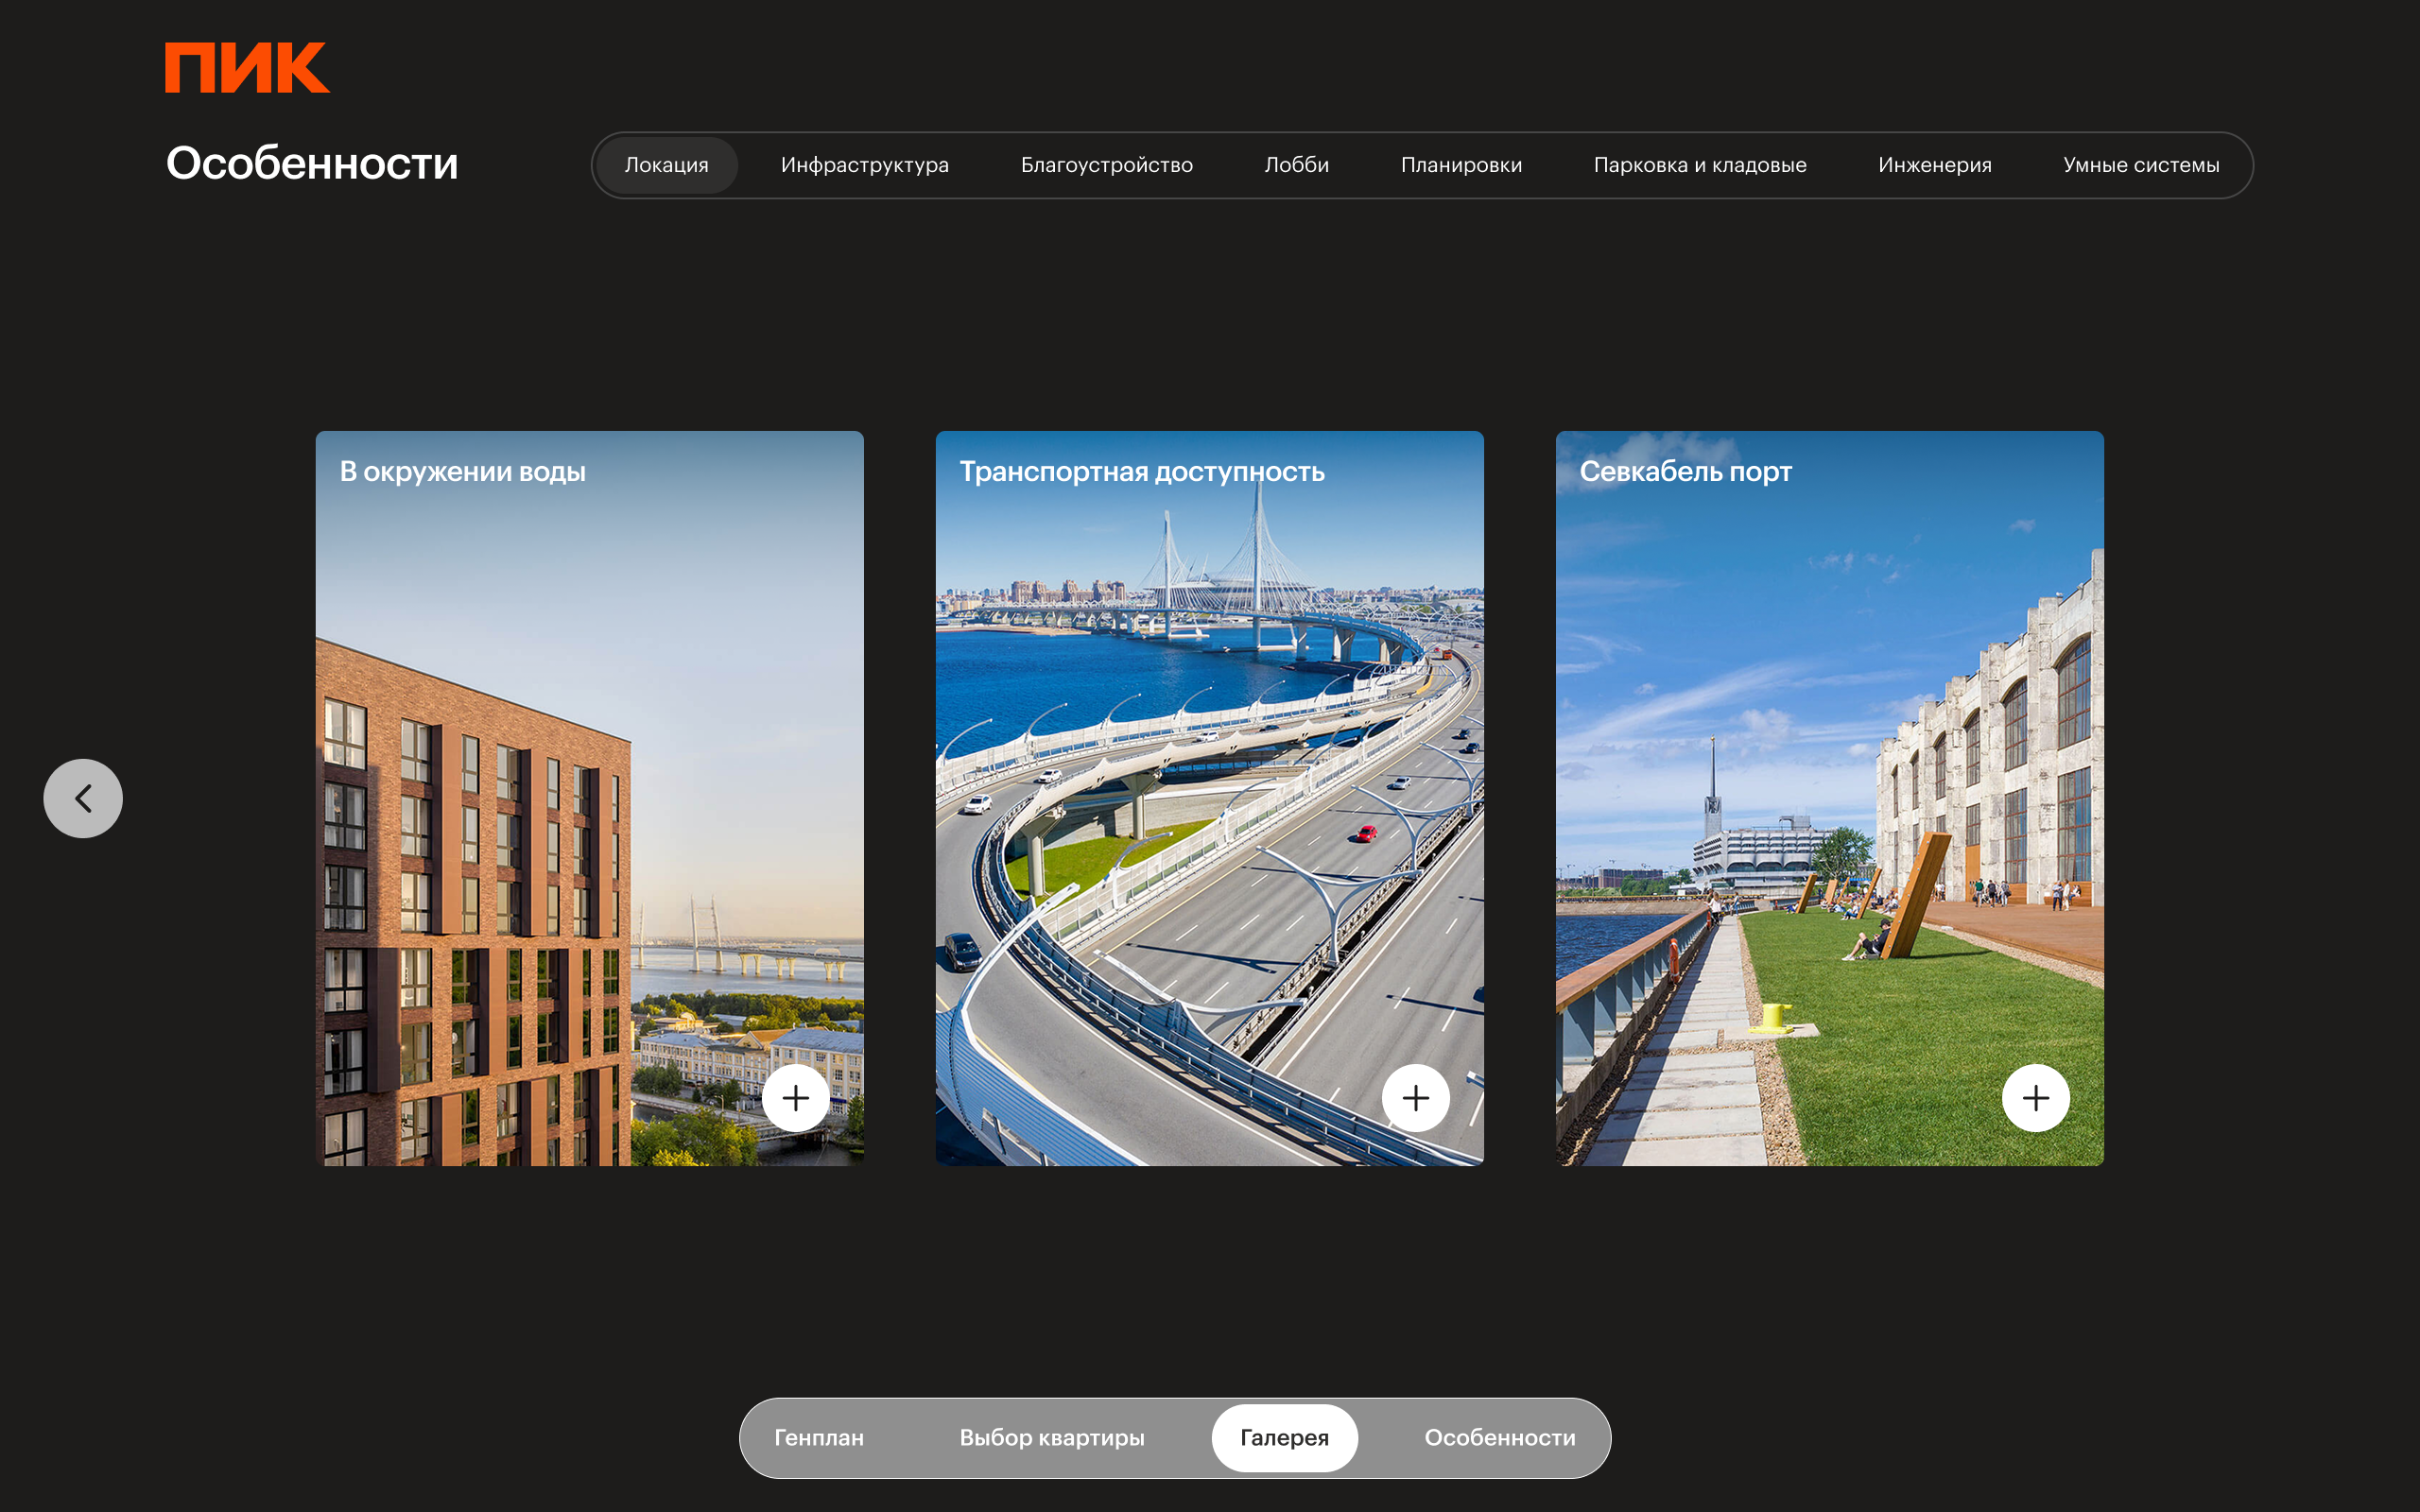 ПИК
Особенности
Локация
Инфраструктура
Благоустройство
Лобби
Планировки
Парковка и кладовые
Инженерия
Умные системы
В окружении воды
Транспортная доступность
Севкабель порт
Генплан
Выбор квартиры
Галерея
Особенности